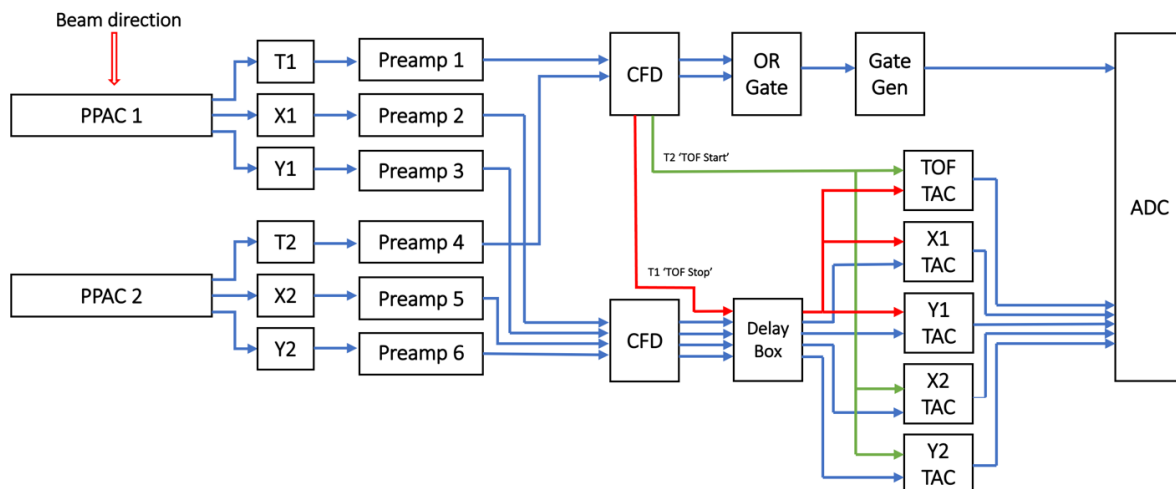 Beam direction
PPAC 1
T1
X1
Y1
Preamp 1
Preamp 2
Preamp 3
PPAC 2
T2
X2
Y2
Preamp 4
Preamp 5
Preamp 6
CFD
OR
Gate
Gate
Gen
T2 'TOF Start'
T1 'TOF Stop'
CFD
Delay
Box
TOF
TAC
X1
TAC
Y1
TAC
X2
TAC
Y2
TAC
ADC